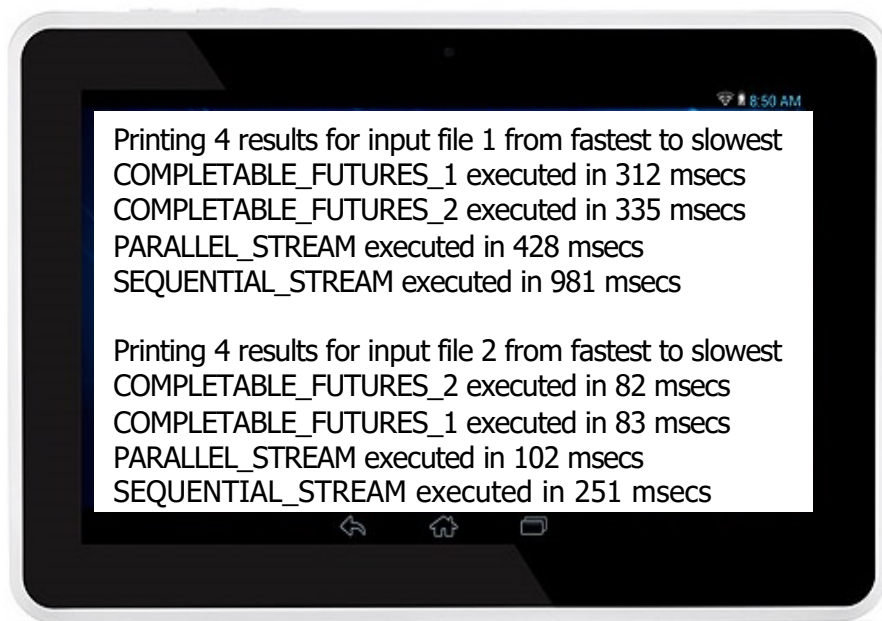 8:50 AM
Printing 4 results for input file 1 from fastest to slowest
COMPLETABLE_FUTURES_1 executed in 312 msecs
COMPLETABLE_FUTURES_2 executed in 335 msecs
PARALLEL_STREAM executed in 428 msecs
SEQUENTIAL_STREAM executed in 981 msecs
Printing 4 results for input file 2 from fastest to slowest
COMPLETABLE_FUTURES_2 executed in 82 msecs
COMPLETABLE_FUTURES_1 executed in 83 msecs
PARALLEL_STREAM executed in 102 msecs
SEQUENTIAL_STREAM executed in 251 msecs